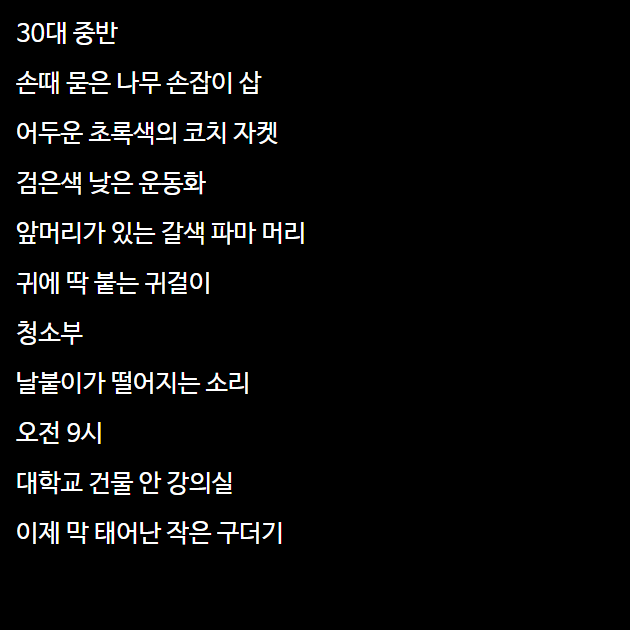 30대 중반
손때 묻은 나무 손잡이 삽
어두운 초록색의 코치 자켓
검은색 낮은 운동화
앞머리가 있는 갈색 파마 머리
귀에 딱 붙는 귀걸이
청소부
날붙이가 떨어지는 소리
오전 9시
대학교 건물 안 강의실
이제 막 태어난 작은 구더기